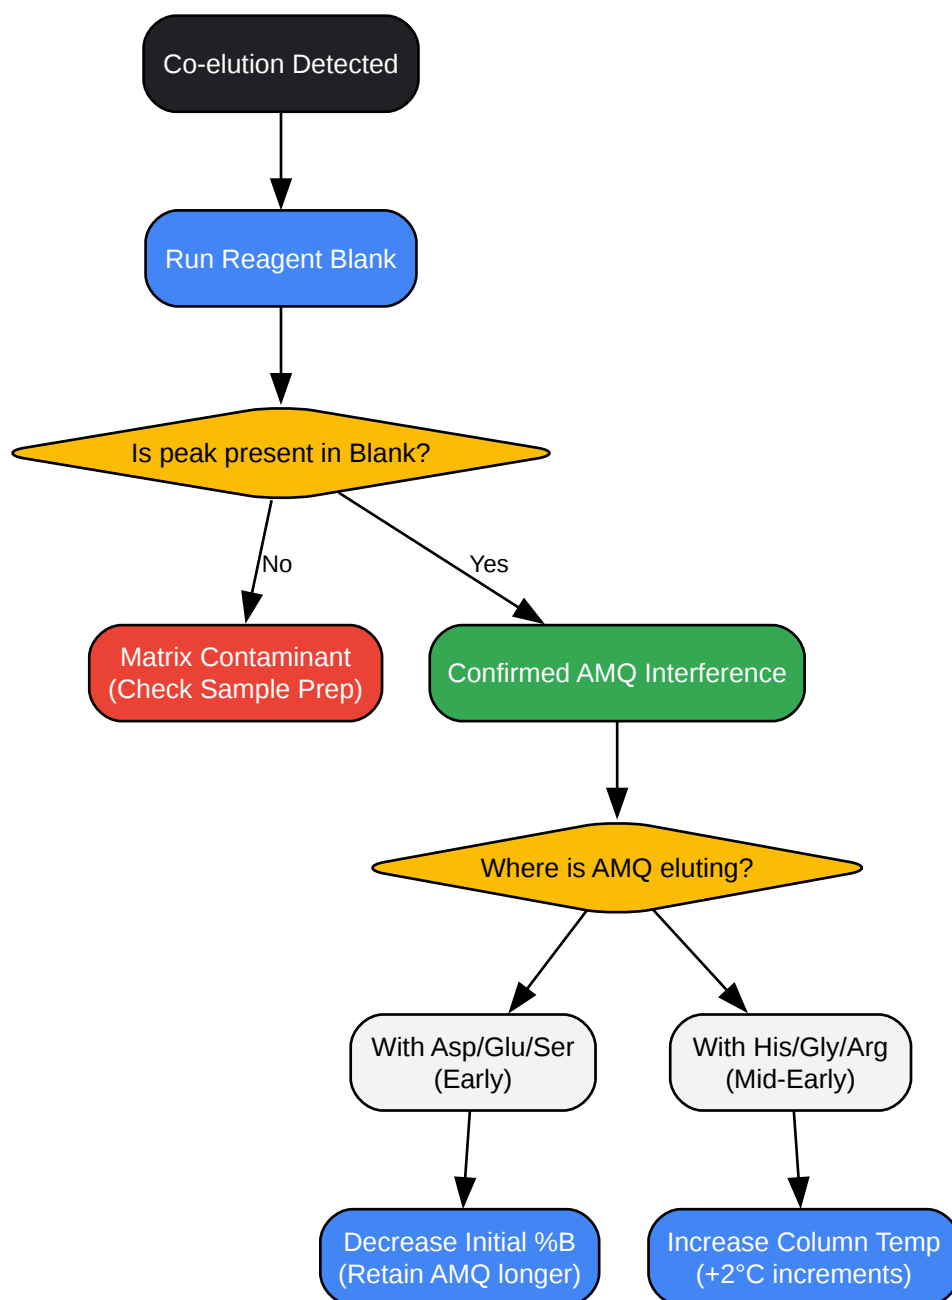 Co-elution Detected
Run Reagent Blank
Is peak present in Blank?
No
Yes
Matrix Contaminant
(Check Sample Prep)
Confirmed AMQ Interference
Where is AMQ eluting?
With Asp/Glu/Ser
(Early)
With His/Gly/Arg
(Mid-Early)
Decrease Initial %B
(Retain AMQ longer)
Increase Column Temp
(+2°C increments)